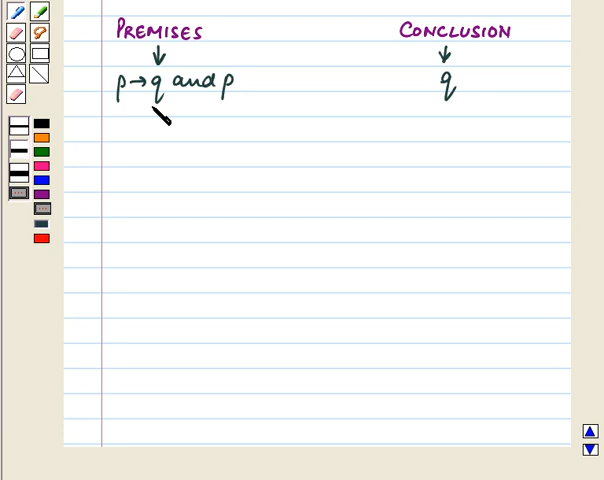 PREMISES CONCLUSION
↓ ↓
p→q and p q